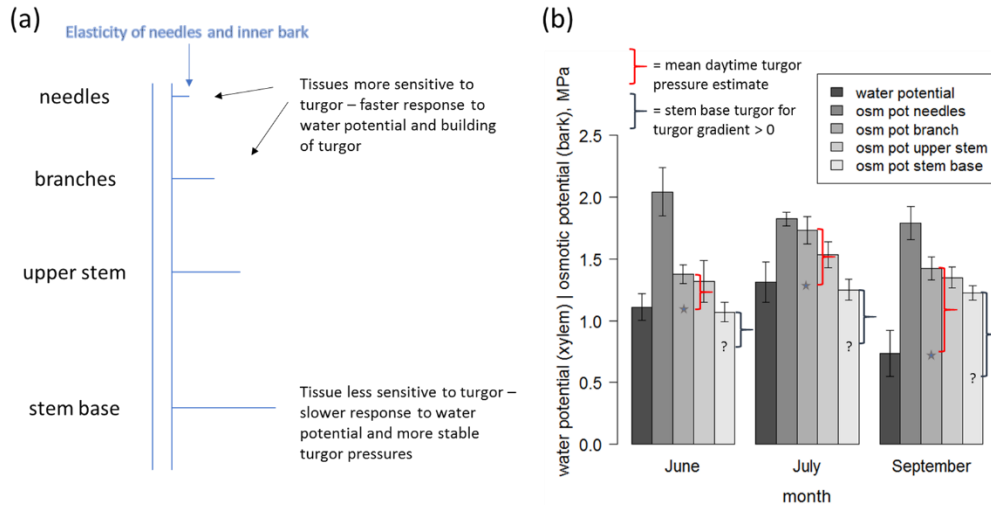 (a)
Elasticity of needles and inner bark
needles
Tissues more sensitive to
turgor – faster response to
water potential and building
of turgor
branches
upper stem
stem base
Tissue less sensitive to turgor –
slower response to water
potential and more stable
turgor pressures
(b)
= mean daytime turgor
pressure estimate
= stem base turgor for
turgor gradient > 0
water potential
osm pot needles
osm pot branch
osm pot upper stem
osm pot stem base
water potential (xylem) | osmotic potential (bark), MPa
2.5
2.0
1.5
1.0
0.5
0.0
?
?
?
June
July
September
month